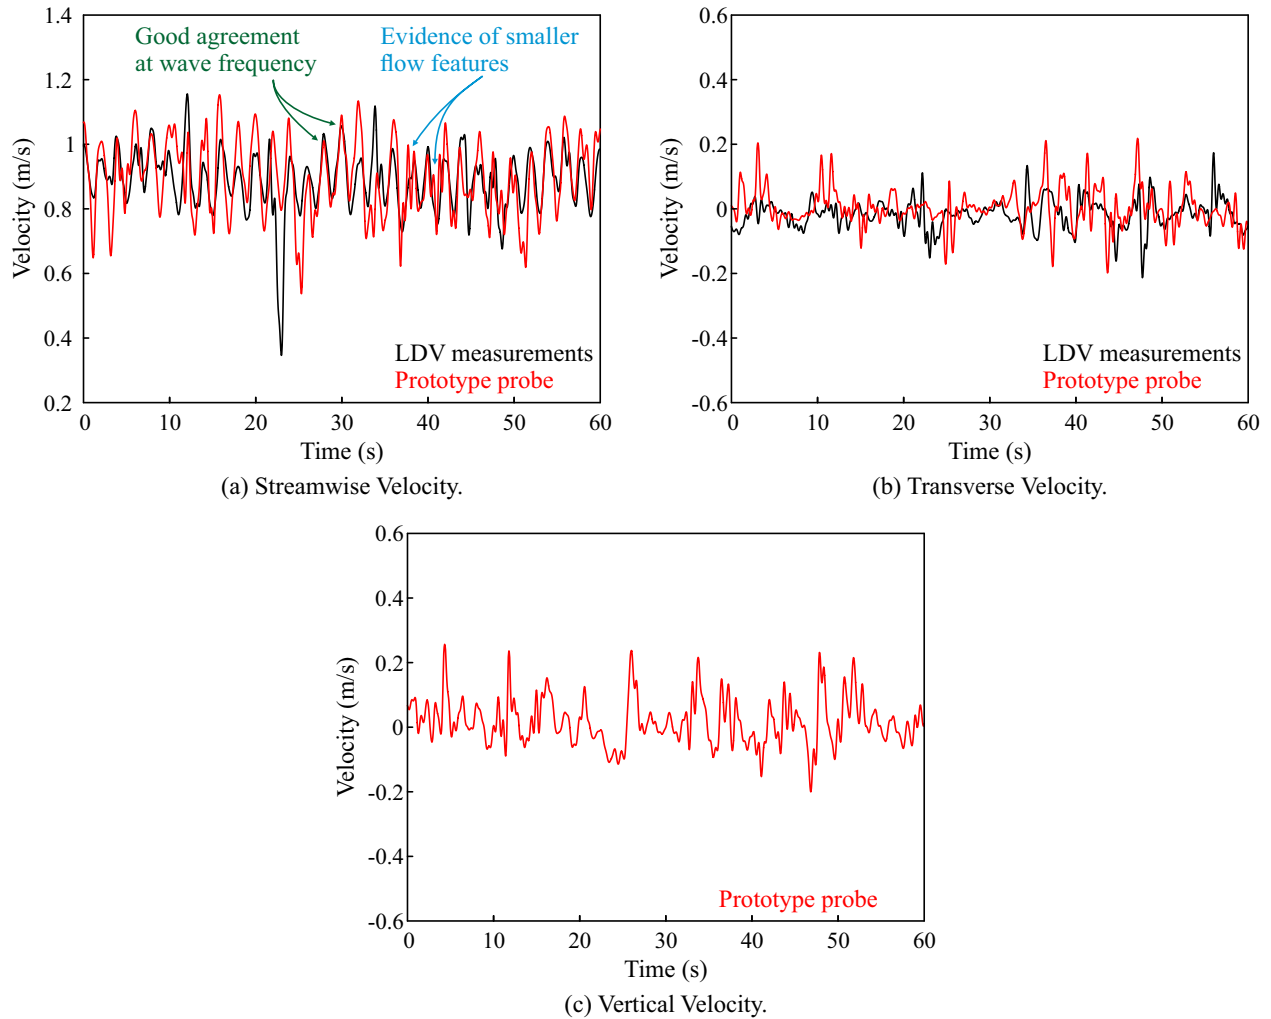 1.4
1.2
1
0.8
0.6
0.4
0.2
Velocity (m/s)
Good agreement
at wave frequency
Evidence of smaller
flow features
LDV measurements
Prototype probe
0 10 20 30 40 50 60
Time (s)
(a) Streamwise Velocity.
0.6
0.4
0.2
0
-0.2
-0.4
-0.6
Velocity (m/s)
LDV measurements
Prototype probe
0 10 20 30 40 50 60
Time (s)
(b) Transverse Velocity.
0.6
0.4
0.2
0
-0.2
-0.4
-0.6
Velocity (m/s)
Prototype probe
0 10 20 30 40 50 60
Time (s)
(c) Vertical Velocity.